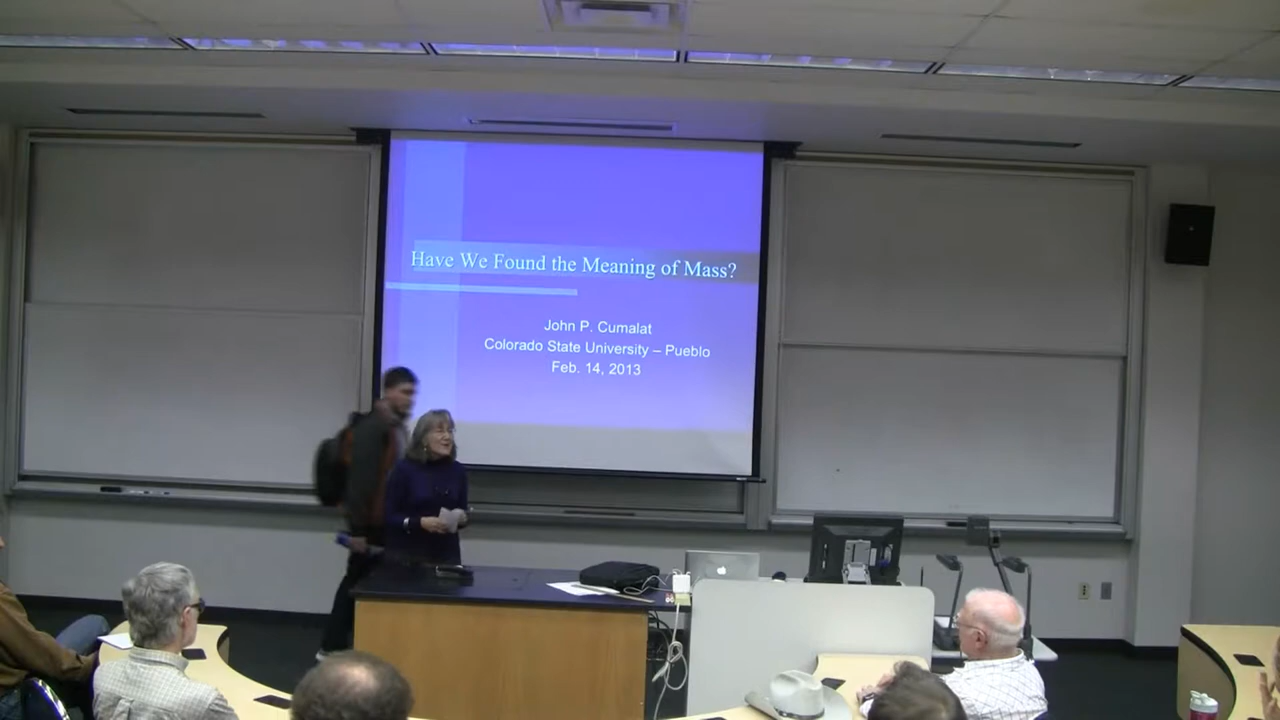 Have We Found the Meaning of Mass?
John P. Cumalat
Colorado State University – Pueblo
Feb. 14, 2013